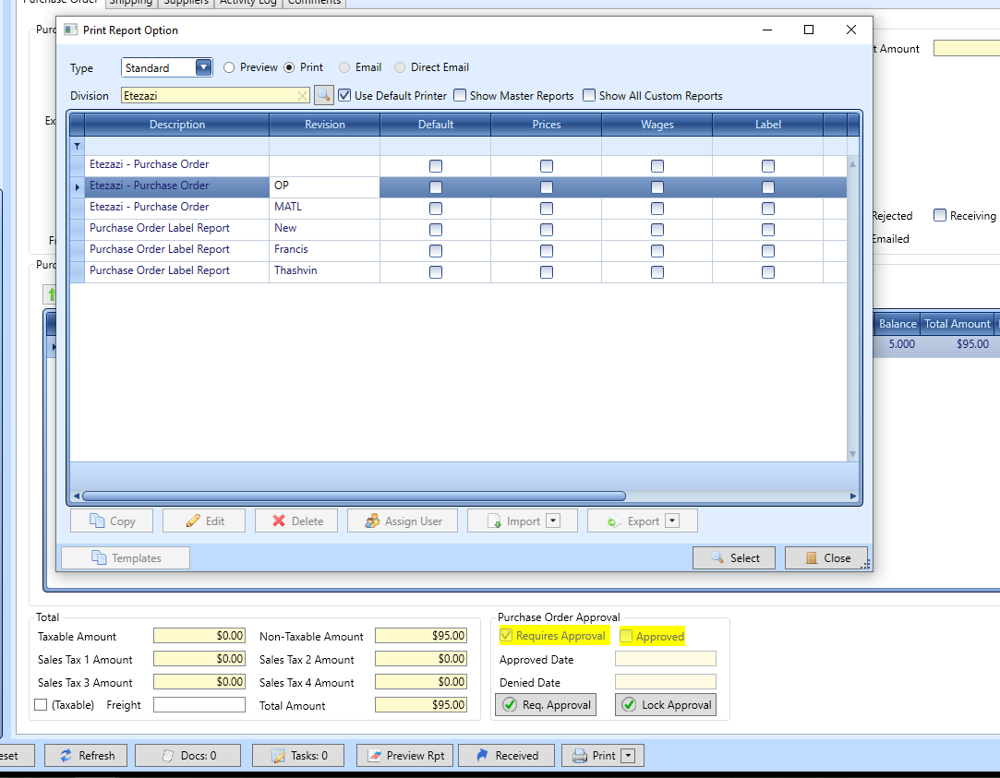 Purchase Order Shipping Suppliers Activity Log Comments
Print Report Option
Type Standard Preview Print Email Direct Email
Division Etezazi Use Default Printer Show Master Reports Show All Custom Reports
Description Revision Default Prices Wages Label
Etezazi - Purchase Order
Etezazi - Purchase Order OP
Etezazi - Purchase Order MATL
Purchase Order Label Report New
Purchase Order Label Report Francis
Purchase Order Label Report Thashvin
Copy Edit Delete Assign User Import Export
Templates Select Close
Purc
t Amount
Ex
Rejected Receiving
Fr Emailed
Purc
Balance Total Amount
5.000 $95.00
Total
Taxable Amount $0.00 Non-Taxable Amount $95.00
Sales Tax 1 Amount $0.00 Sales Tax 2 Amount $0.00
Sales Tax 3 Amount $0.00 Sales Tax 4 Amount $0.00
(Taxable) Freight Total Amount $95.00
Purchase Order Approval
Requires Approval Approved
Approved Date
Denied Date
Req. Approval Lock Approval
eset Refresh Docs: 0 Tasks: 0 Preview Rpt Received Print